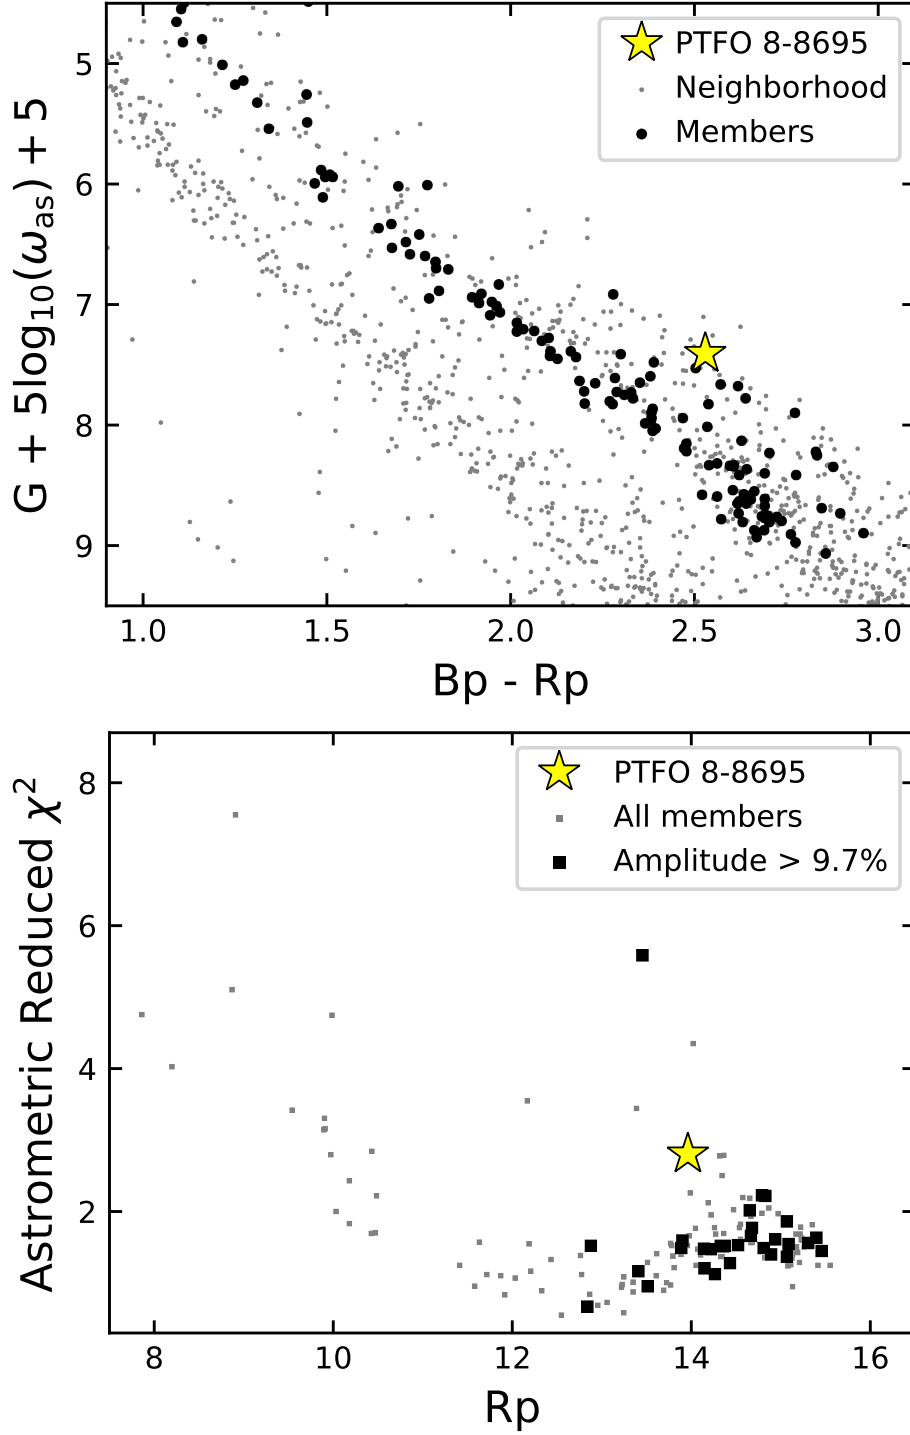 PTFO 8-8695
Neighborhood
Members
G + 5log₁₀(ωₐₛ) + 5
5
6
7
8
9
1.0
1.5
2.0
2.5
3.0
Bp - Rp
PTFO 8-8695
All members
Amplitude > 9.7%
Astrometric Reduced χ²
8
6
4
2
8
10
12
14
16
Rp